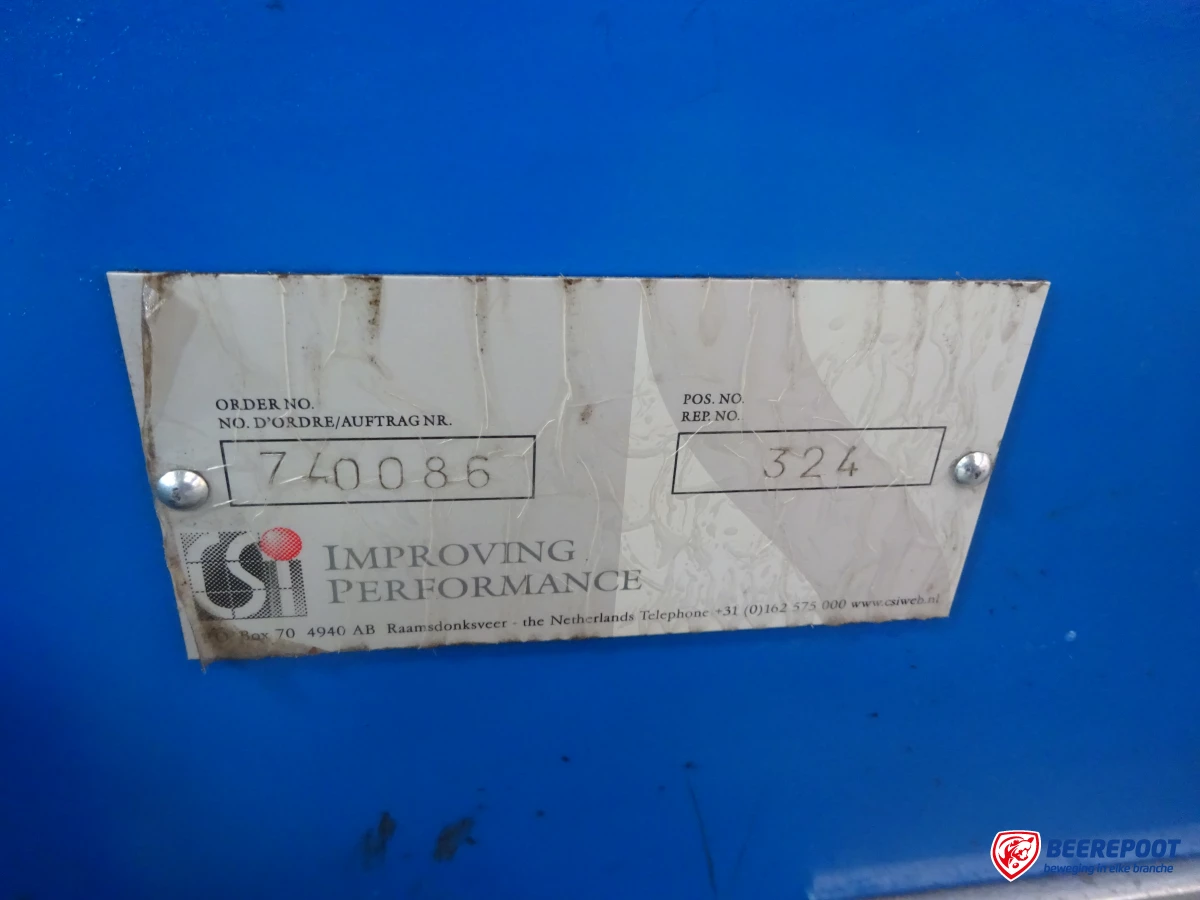 ORDER NO.
NO. D'ORDRE/AUFTRAG NR.
740086
POS. NO.
REP. NO.
324
CSi
IMPROVING
PERFORMANCE
P.O. Box 70 4940 AB Raamsdonksveer - the Netherlands Telephone +31 (0)162 575 000 www.csiweb.nl
BEEREPOOT
beweging in elke branche